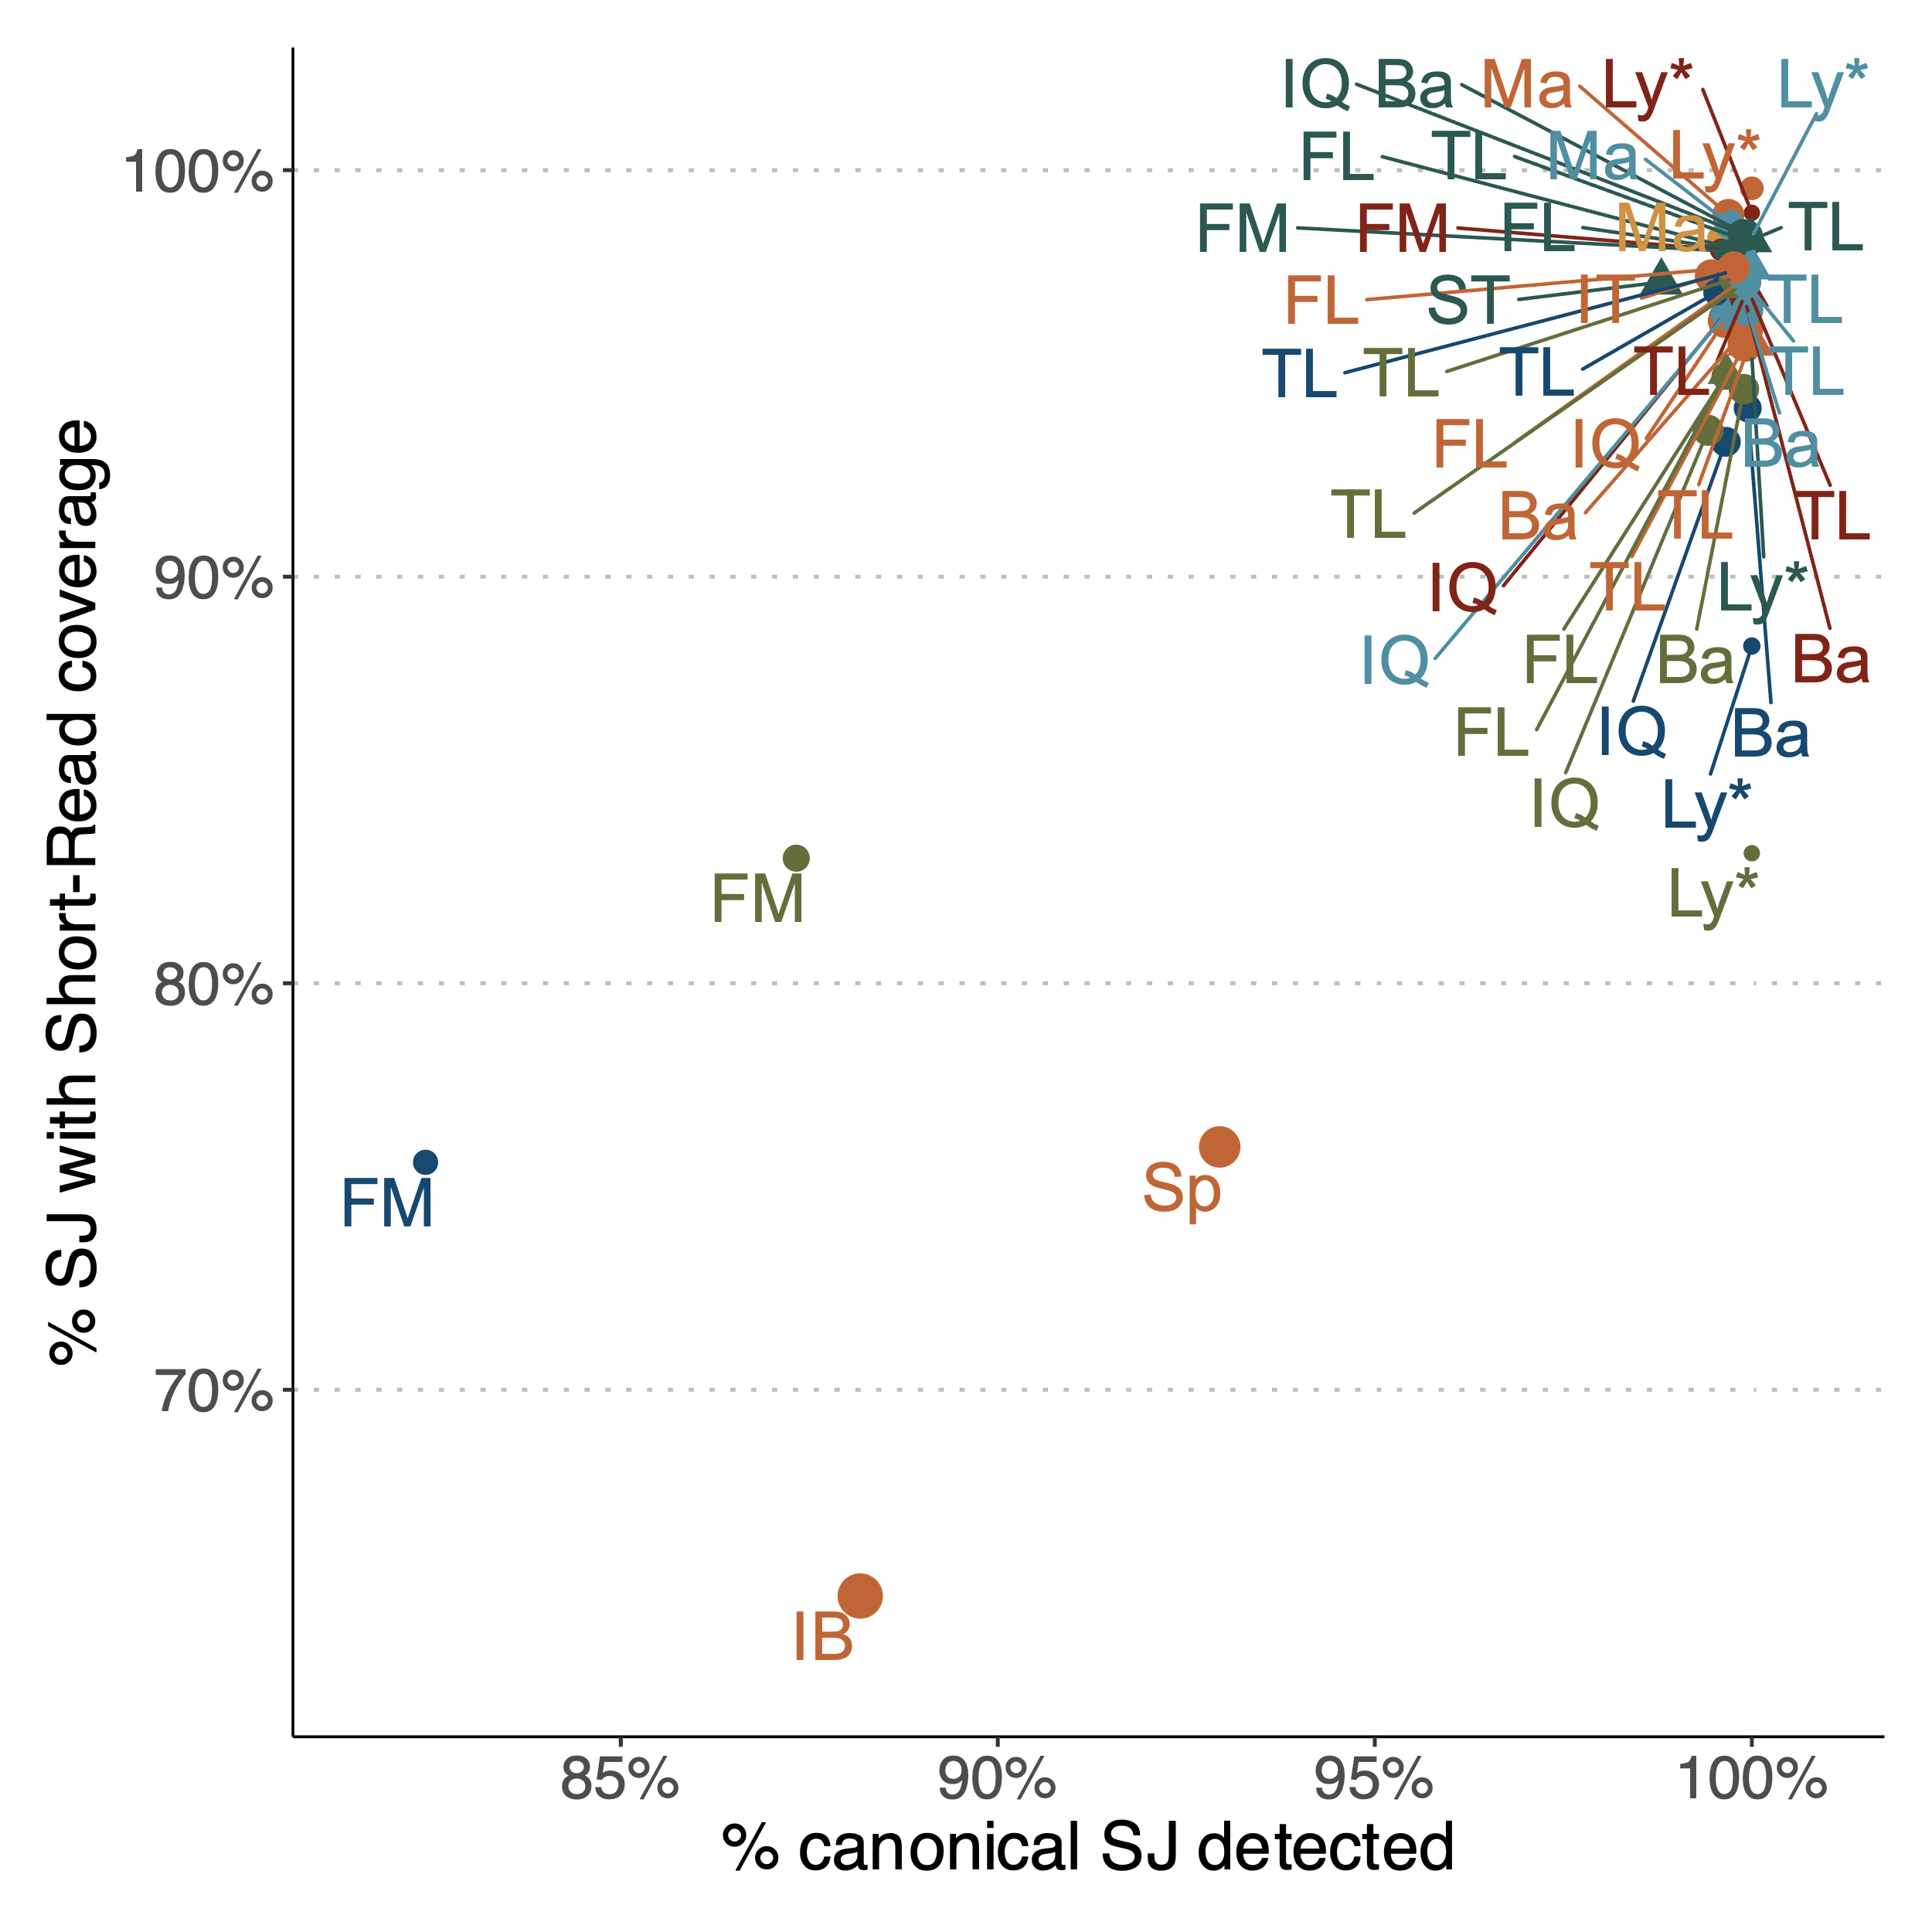 IQ Ba Ma Ly* Ly*
100% FL TL Ma Ly*
FM FM FL Ma TL
FL ST IT TL
TL TL TL TL TL
FL IQ Ba
TL Ba TL TL
90% IQ TL Ly*
IQ FL Ba Ba
FL IQ Ba
IQ Ly*
FM Ly*
80%
FM Sp
70%
IB
85% 90% 95% 100%
% canonical SJ detected
% SJ with Short-Read coverage